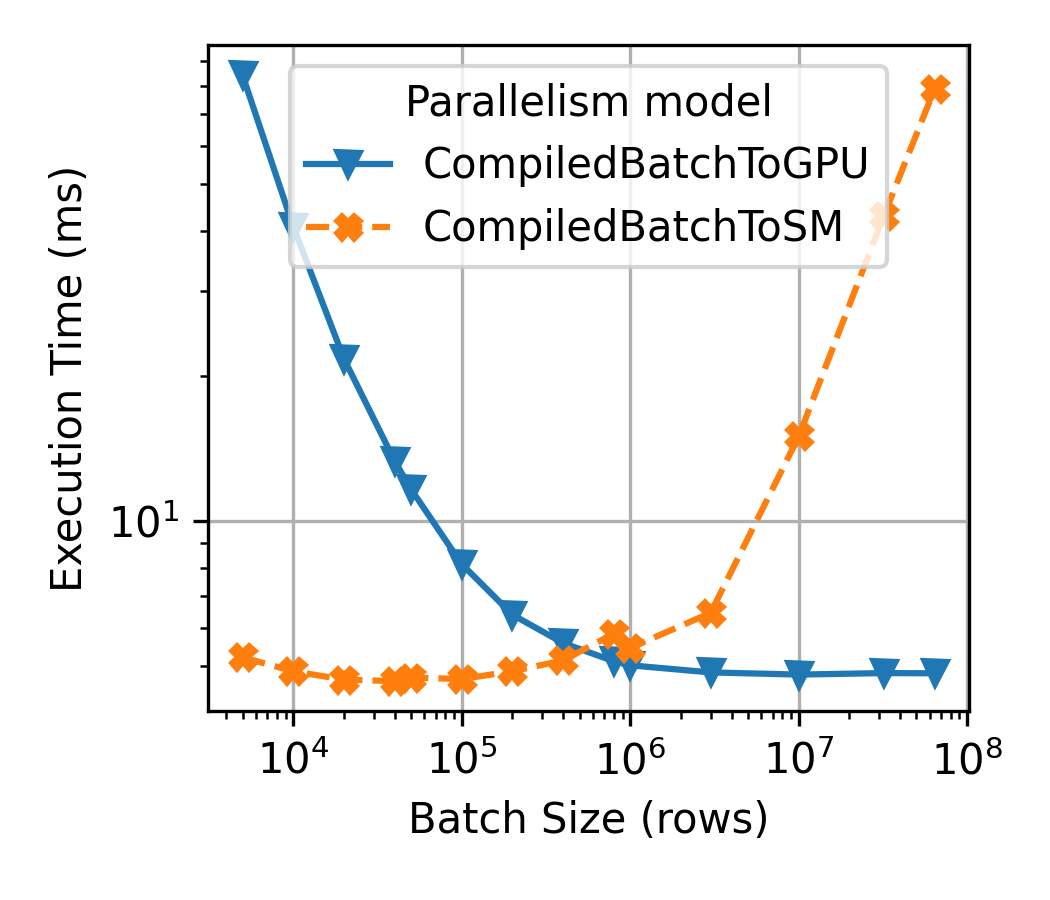 Parallelism model
CompiledBatchToGPU
CompiledBatchToSM
Execution Time (ms)
10¹
10⁴ 10⁵ 10⁶ 10⁷ 10⁸
Batch Size (rows)